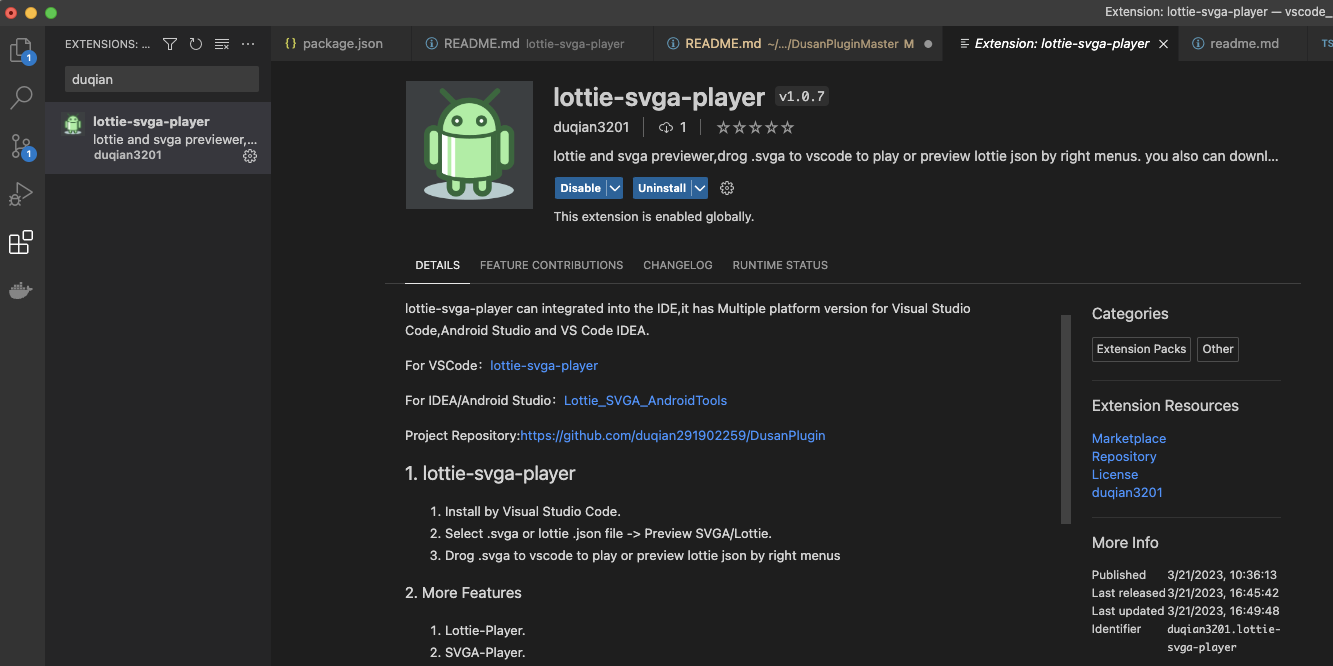 Extension: lottie-svga-player — vscode_
EXTENSIONS: ...
{} package.json
README.md lottie-svga-player
README.md ~/.../DusanPluginMaster M
Extension: lottie-svga-player
readme.md
TS
1
duqian
lottie-svga-player
lottie and svga previewer,...
duqian3201
1
lottie-svga-player v1.0.7
duqian3201
1
lottie and svga previewer,drog .svga to vscode to play or preview lottie json by right menus. you also can downl...
Disable
Uninstall
This extension is enabled globally.
DETAILS
FEATURE CONTRIBUTIONS
CHANGELOG
RUNTIME STATUS
lottie-svga-player can integrated into the IDE,it has Multiple platform version for Visual Studio
Code,Android Studio and VS Code IDEA.
For VSCode：lottie-svga-player
For IDEA/Android Studio：Lottie_SVGA_AndroidTools
Project Repository:https://github.com/duqian291902259/DusanPlugin
1. lottie-svga-player
1. Install by Visual Studio Code.
2. Select .svga or lottie .json file -> Preview SVGA/Lottie.
3. Drog .svga to vscode to play or preview lottie json by right menus
2. More Features
1. Lottie-Player.
2. SVGA-Player.
Categories
Extension Packs
Other
Extension Resources
Marketplace
Repository
License
duqian3201
More Info
Published 3/21/2023, 10:36:13
Last released 3/21/2023, 16:45:42
Last updated 3/21/2023, 16:49:48
Identifier duqian3201.lottie-
svga-player